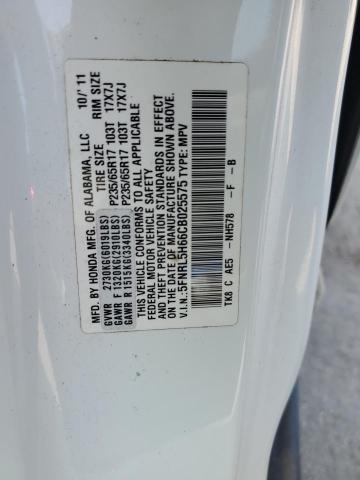 MFD. BY HONDA MFG. OF ALABAMA, LLC 10/'11
TIRE SIZE RIM SIZE
GVWR 2730KG(6019LBS)
GAWR F 1320KG(2910LBS) P235/65R17 103T 17X7J
GAWR R 1515KG(3340LBS) P235/65R17 103T 17X7J
THIS VEHICLE CONFORMS TO ALL APPLICABLE
FEDERAL MOTOR VEHICLE SAFETY
AND THEFT PREVENTION STANDARDS IN EFFECT
ON THE DATE OF MANUFACTURE SHOWN ABOVE.
V.I.N.:5FNRL5H66CB025575 TYPE: MPV
TK8 C AE5 -NH578 -F -B